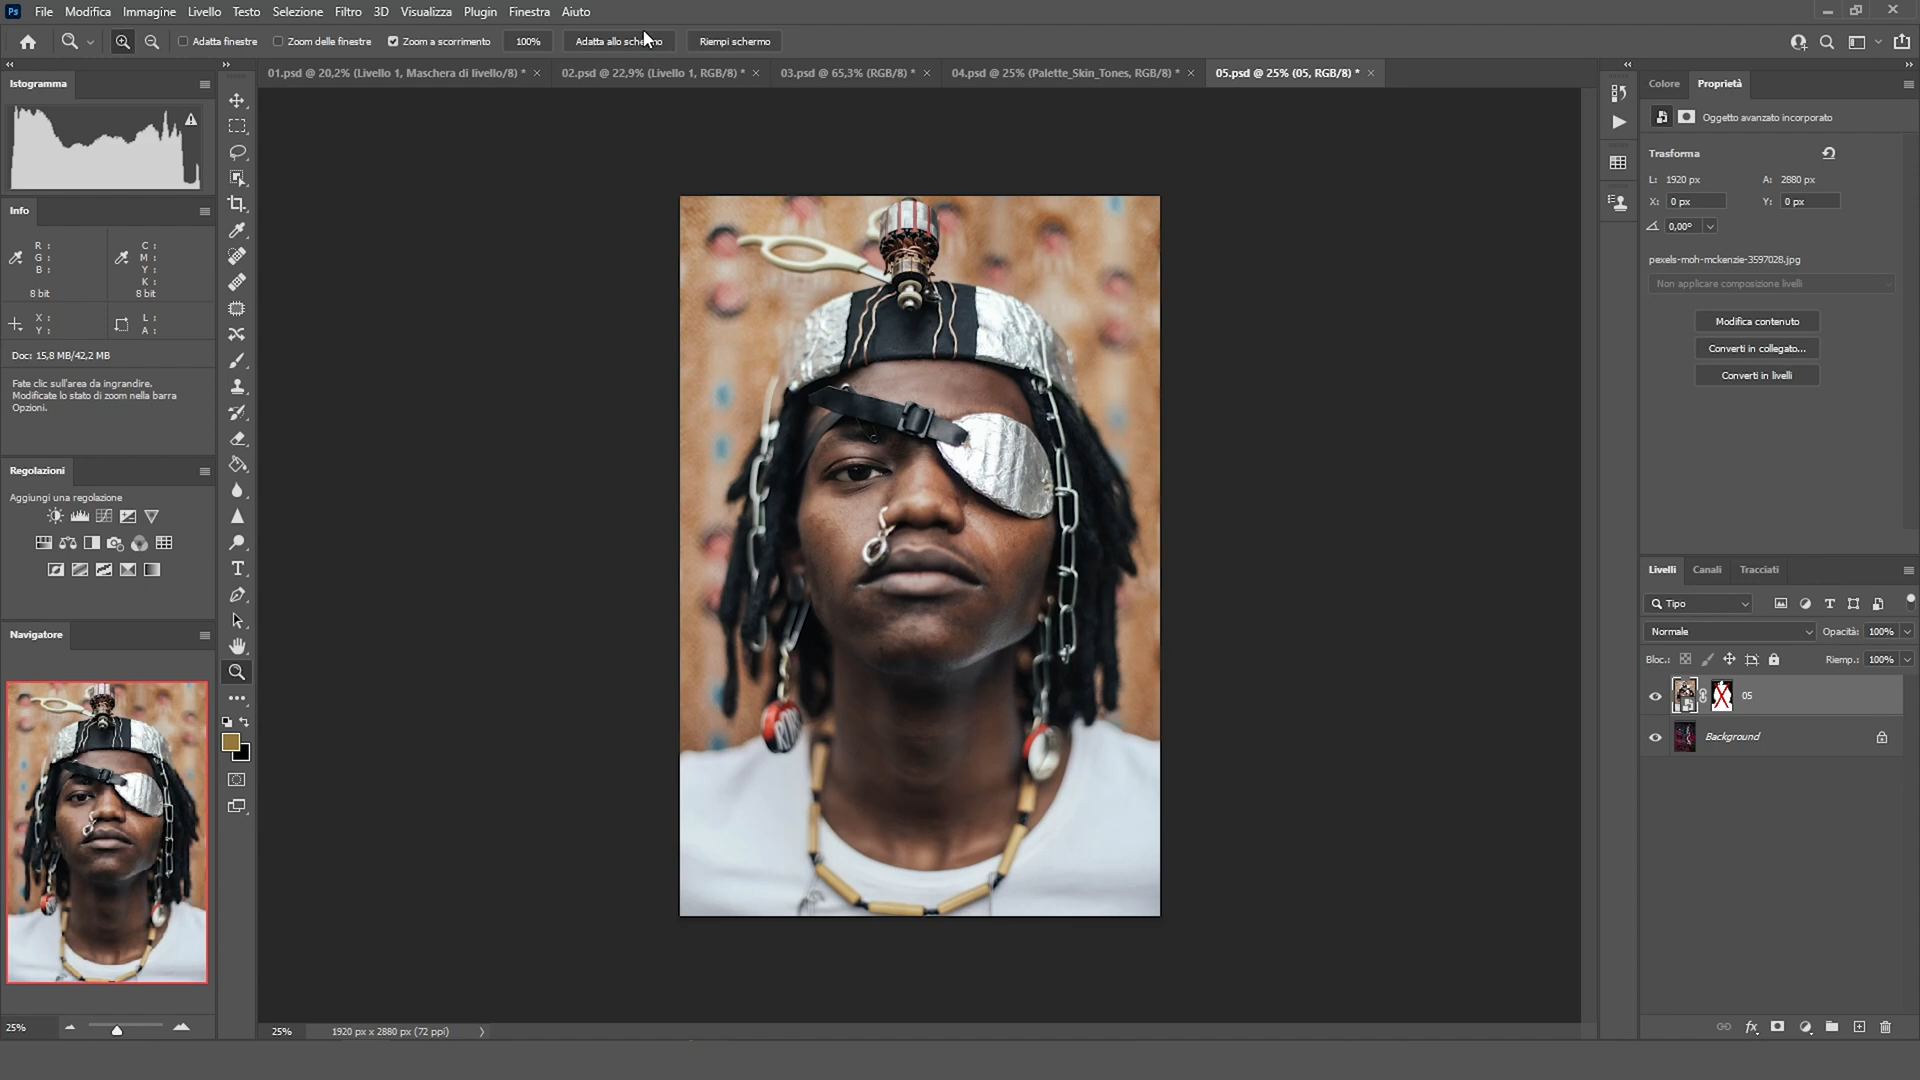 Ps File Modifica Immagine Livello Testo Selezione Filtro 3D Visualizza Plugin Finestra Aiuto
Adatta finestre Zoom delle finestre Zoom a scorrimento 100% Adatta allo schermo Riempi schermo
01.psd @ 20,2% (Livello 1, Maschera di livello/8) * 02.psd @ 22,9% (Livello 1, RGB/8) * 03.psd @ 65,3% (RGB/8) * 04.psd @ 25% (Palette_Skin_Tones, RGB/8) * 05.psd @ 25% (05, RGB/8) *
Istogramma
Info
R : C :
G : M :
B : Y :
K :
8 bit 8 bit
X : L :
Y : A :
Doc: 15,8 MB/42,2 MB
Fate clic sull'area da ingrandire.
Modificate lo stato di zoom nella barra
Opzioni.
Regolazioni
Aggiungi una regolazione
Navigatore
25%
25% 1920 px x 2880 px (72 ppi)
Colore Proprietà
Oggetto avanzato incorporato
Trasforma
L: 1920 px A: 2880 px
X: 0 px Y: 0 px
0,00°
pexels-moh-mckenzie-3597028.jpg
Non applicare composizione livelli
Modifica contenuto
Converti in collegato...
Converti in livelli
Livelli Canali Tracciati
Tipo
Normale Opacità: 100%
Bloc.: Riemp.: 100%
05
Background